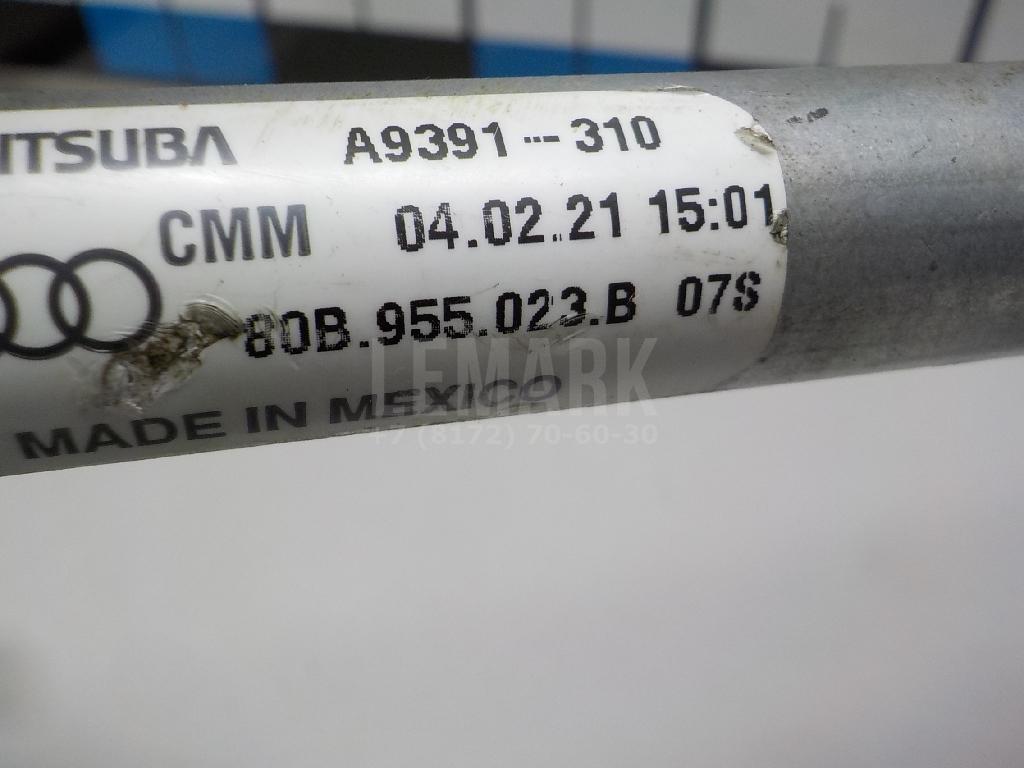 ITSUBA A9391---310
CMM 04.02.21 15:01
80B.955.023.B 07S
MADE IN MEXICO
LEMARK
+7 (8172) 70-60-30